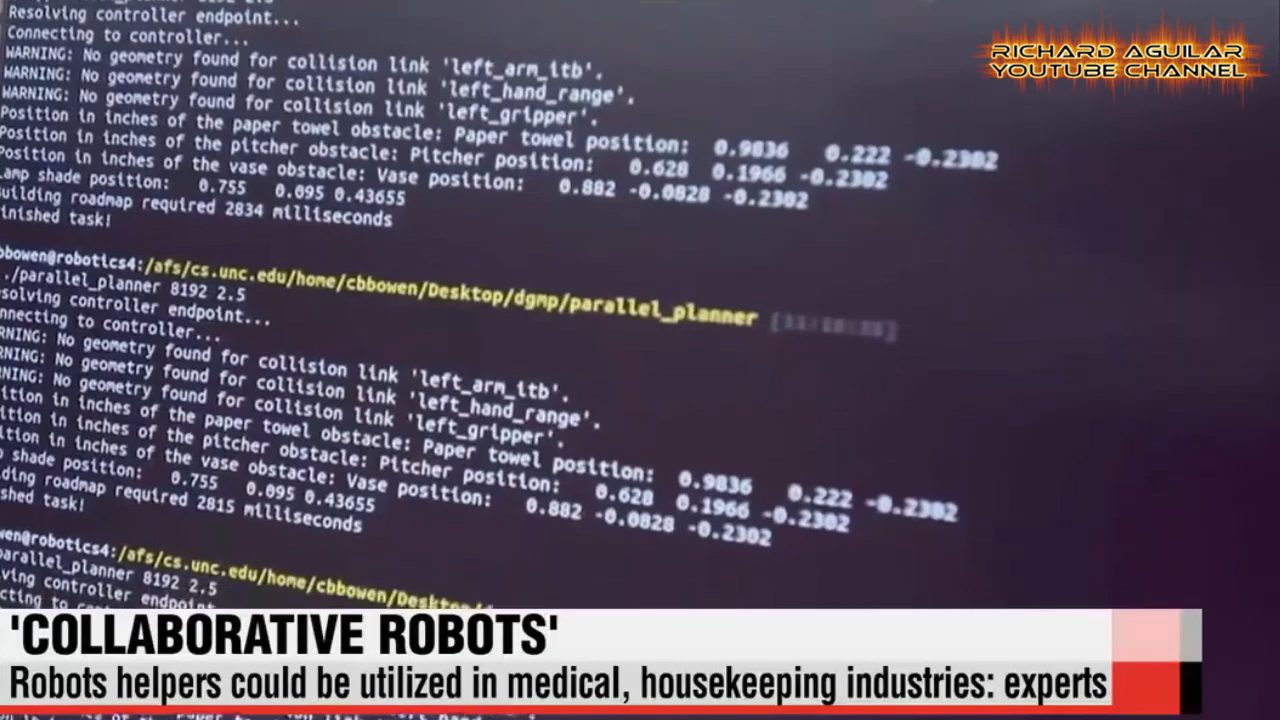 Resolving controller endpoint...
Connecting to controller...
WARNING: No geometry found for collision link 'left_arm_itb'.
WARNING: No geometry found for collision link 'left_hand_range'.
WARNING: No geometry found for collision link 'left_gripper'.
Position in inches of the paper towel obstacle: Paper towel position: 0.9836 0.222 -0.2302
Position in inches of the pitcher obstacle: Pitcher position: 0.628 0.1966 -0.2302
Position in inches of the vase obstacle: Vase position: 0.882 -0.0828 -0.2302
amp shade position: 0.755 0.095 0.43655
uilding roadmap required 2834 milliseconds
inished task!
bbowen@robotics4:/afs/cs.unc.edu/home/cbbowen/Desktop/dgmp/parallel_planner
./parallel_planner 8192 2.5
solving controller endpoint...
nnecting to controller...
RNING: No geometry found for collision link 'left_arm_itb'.
RNING: No geometry found for collision link 'left_hand_range'.
NING: No geometry found for collision link 'left_gripper'.
ition in inches of the paper towel obstacle: Paper towel position: 0.9836 0.222 -0.2302
ition in inches of the pitcher obstacle: Pitcher position: 0.628 0.1966 -0.2302
ition in inches of the vase obstacle: Vase position: 0.882 -0.0828 -0.2302
shade position: 0.755 0.095 0.43655
ding roadmap required 2815 milliseconds
shed task!
wen@robotics4:/afs/cs.unc.edu/home/cbbowen/Desktop/
parallel_planner 8192 2.5
ving controller endpoint
RICHARD AGUILAR
YOUTUBE CHANNEL
'COLLABORATIVE ROBOTS'
Robots helpers could be utilized in medical, housekeeping industries: experts